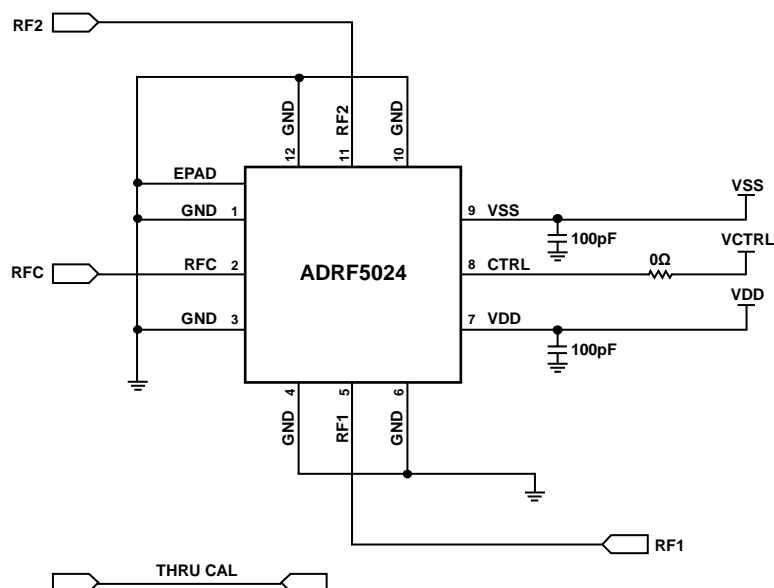 RF2
GND
RF2
GND
12
11
10
EPAD
GND 1
9 VSS
VSS
100pF
VCTRL
RFC
RFC 2
ADRF5024
8 CTRL
0Ω
VDD
GND 3
7 VDD
100pF
4
5
6
GND
RF1
GND
RF1
THRU CAL